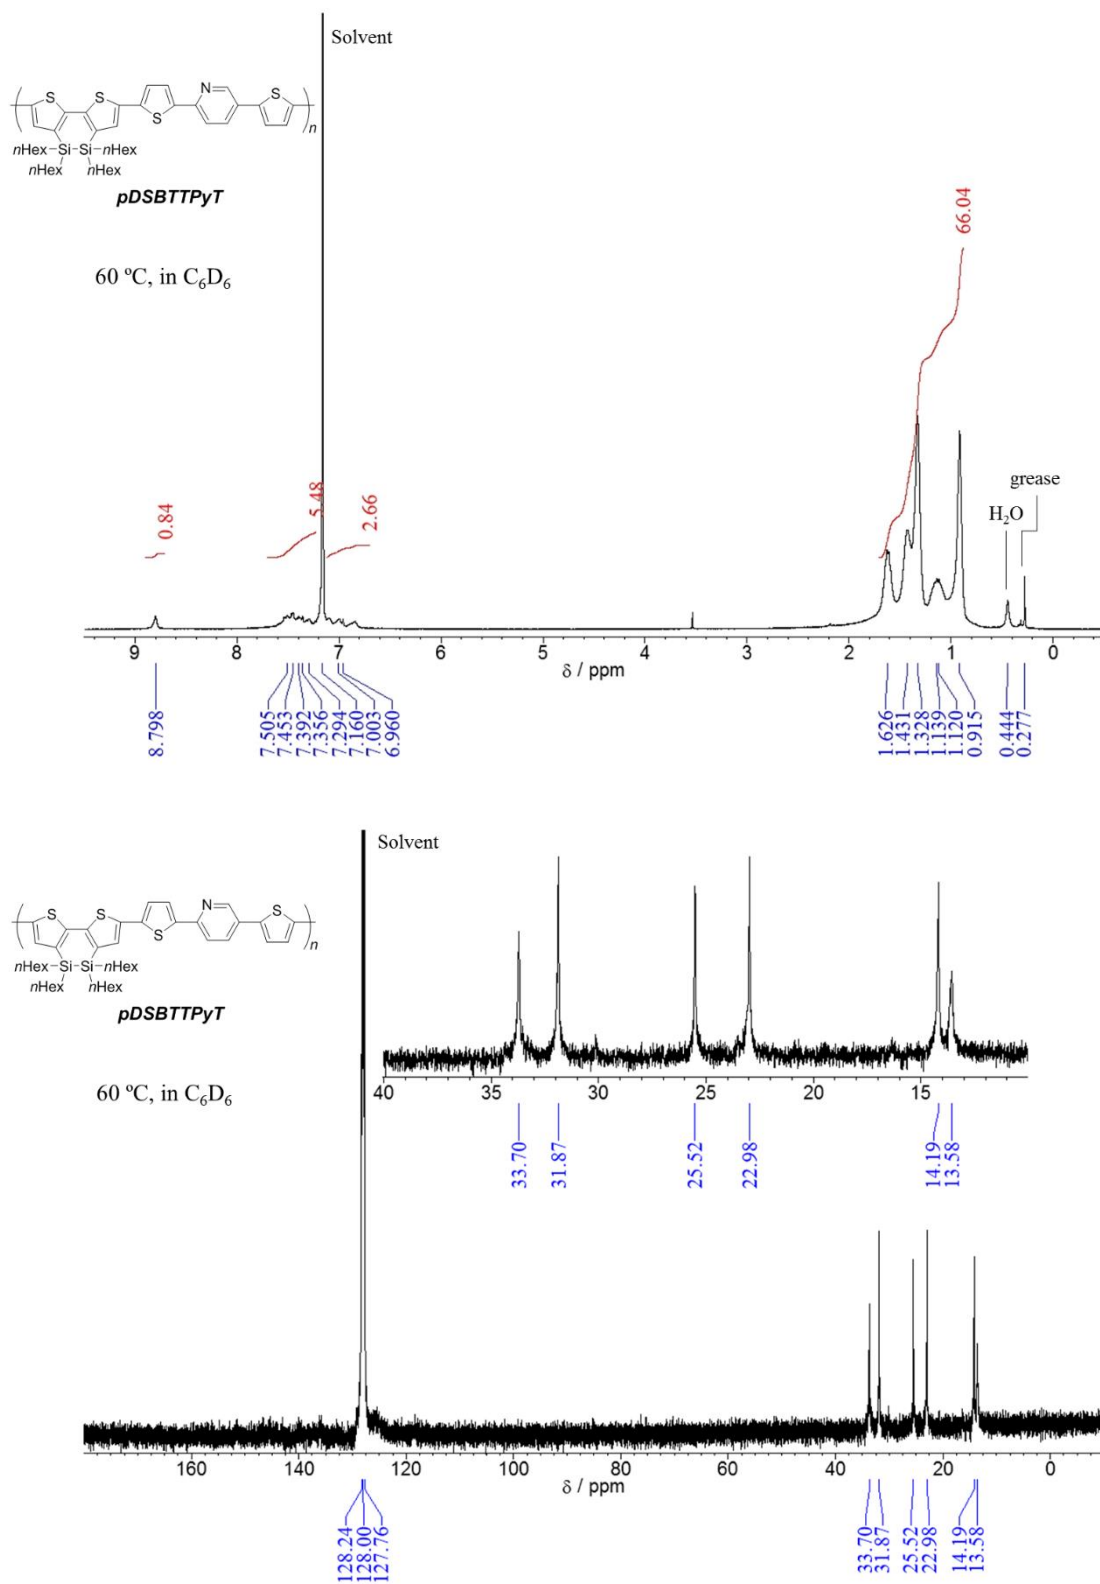 Solvent
N
S S S S
n
nHex Si Si nHex
nHex nHex
pDSBTTPyT
60 ºC, in C₆D₆
0.84
5.48
2.66
66.04
H₂O
grease
9 8 7 6 5 4 3 2 1 0
δ / ppm
8.798
7.505
7.453
7.392
7.356
7.294
7.160
7.003
6.960
1.626
1.431
1.328
1.139
1.120
0.915
0.444
0.277
Solvent
N
S S S S
n
nHex Si Si nHex
nHex nHex
pDSBTTPyT
60 ºC, in C₆D₆
40 35 30 25 20 15
33.70
31.87
25.52
22.98
14.19
13.58
160 140 120 100 80 60 40 20 0
δ / ppm
128.24
128.00
127.76
33.70
31.87
25.52
22.98
14.19
13.58